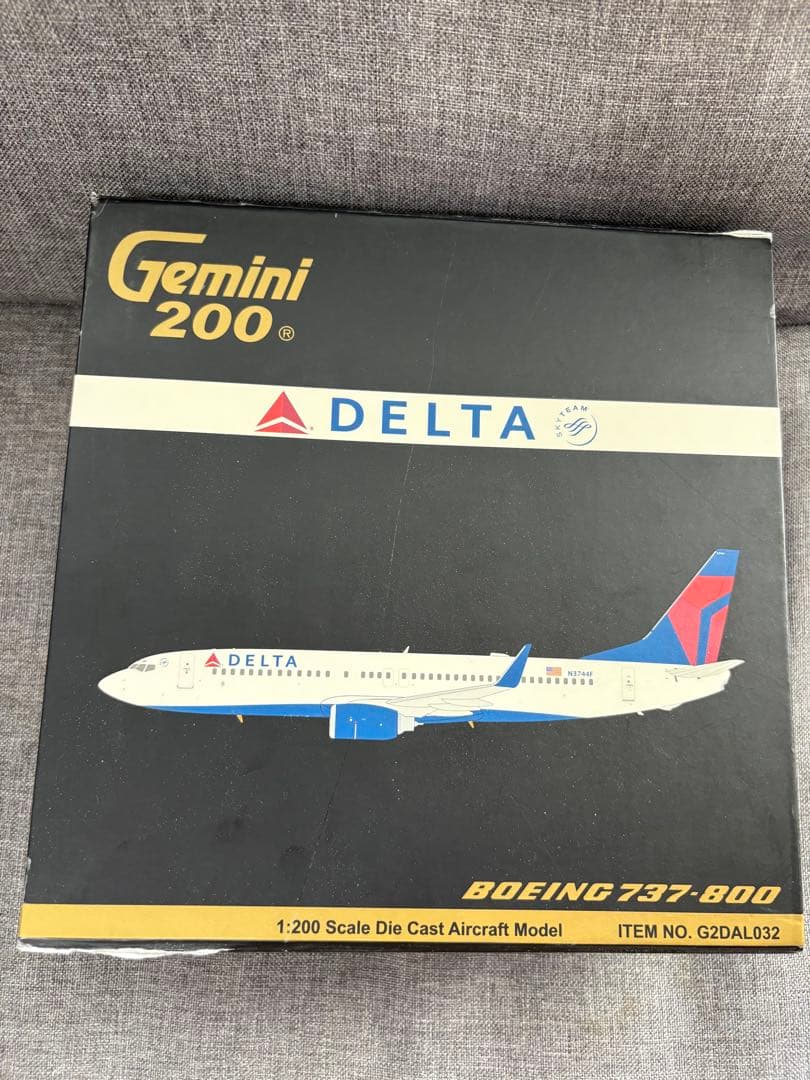 Gemini
200®
DELTA
SKYTEAM
DELTA
N3744F
BOEING 737-800
1:200 Scale Die Cast Aircraft Model
ITEM NO. G2DAL032